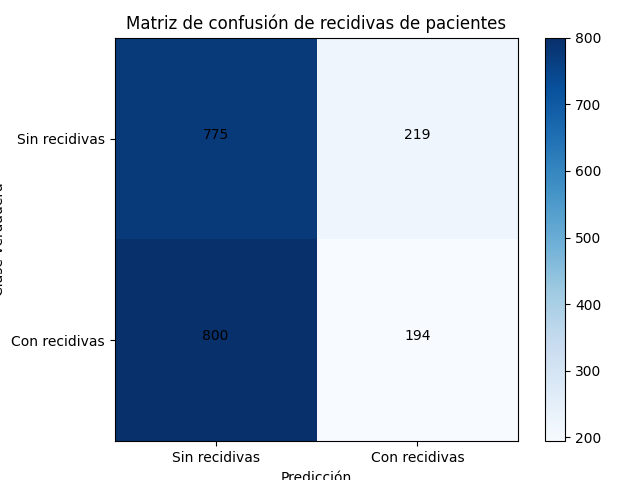 Matriz de confusión de recidivas de pacientes
Sin recidivas
775
219
Con recidivas
800
194
Sin recidivas
Con recidivas
Predicción
800
700
600
500
400
300
200